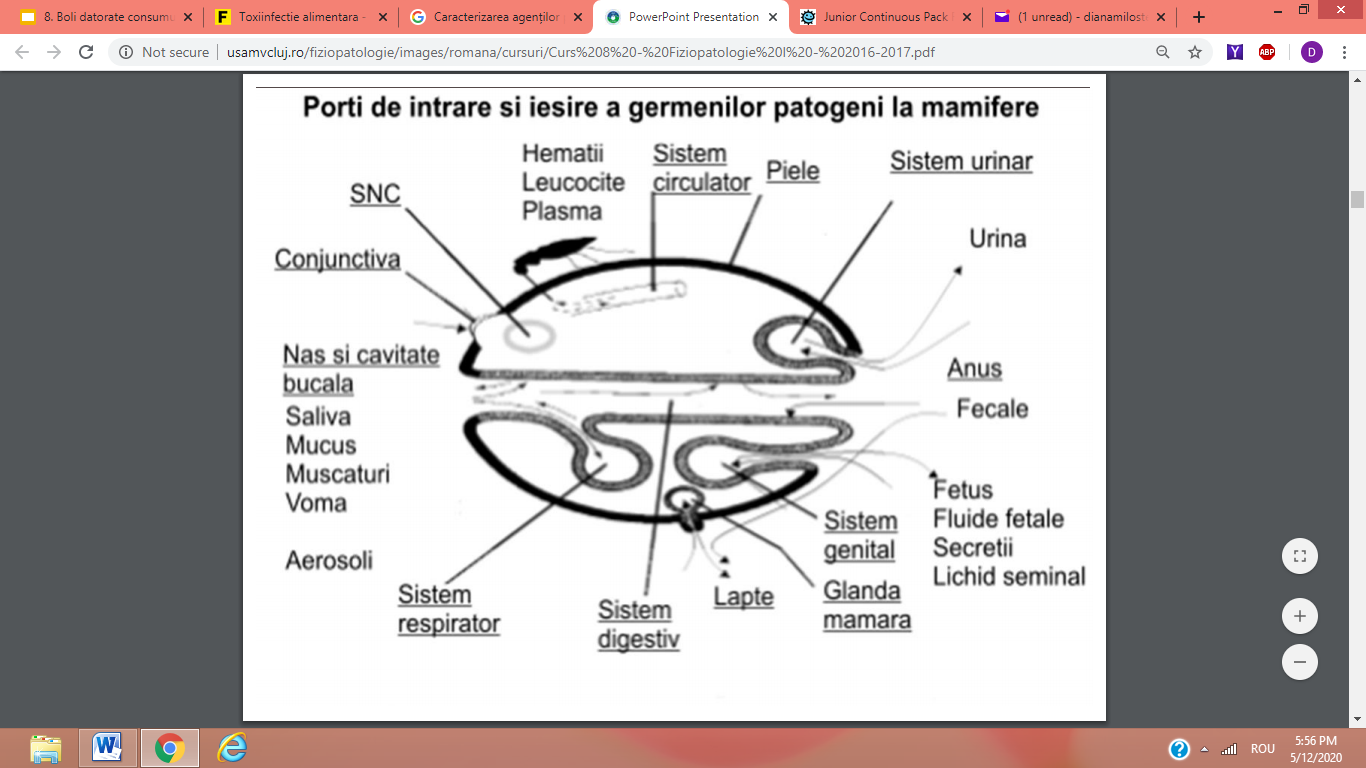 8. Boli datorate consumu
Toxiinfectie alimentara -
Caracterizarea agenților
PowerPoint Presentation
Junior Continuous Pack
(1 unread) - dianamilost
Not secure | usamvcluj.ro/fiziopatologie/images/romana/cursuri/Curs%208%20-%20Fiziopatologie%20I%20-%202016-2017.pdf
ABP
D
Porti de intrare si iesire a germenilor patogeni la mamifere
SNC
Hematii
Leucocite
Plasma
Sistem
circulator
Piele
Sistem urinar
Urina
Conjunctiva
Nas si cavitate
bucala
Saliva
Mucus
Muscaturi
Voma
Aerosoli
Anus
Fecale
Fetus
Fluide fetale
Secretii
Lichid seminal
Sistem
respirator
Sistem
digestiv
Lapte
Sistem
genital
Glanda
mamara
ROU
5:56 PM
5/12/2020